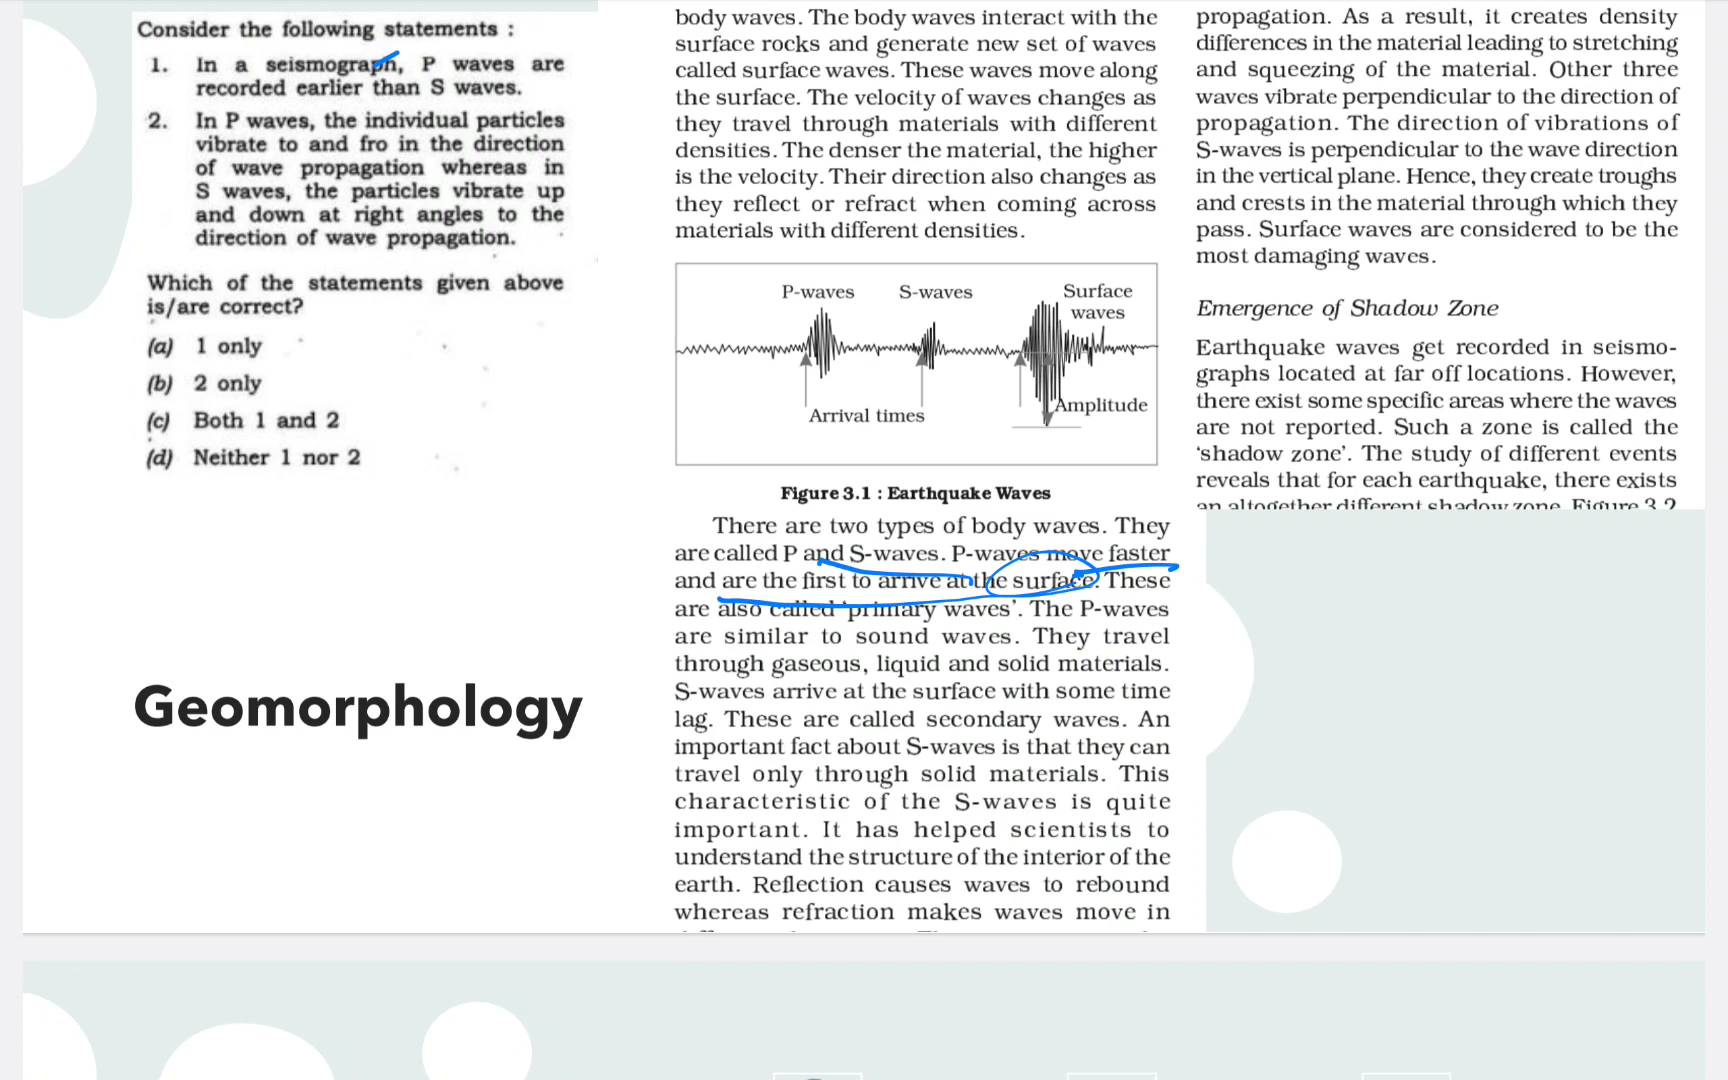 Consider the following statements :
1. In a seismograph, P waves are
recorded earlier than S waves.
2. In P waves, the individual particles
vibrate to and fro in the direction
of wave propagation whereas in
S waves, the particles vibrate up
and down at right angles to the
direction of wave propagation.
Which of the statements given above
is/are correct?
(a) 1 only
(b) 2 only
(c) Both 1 and 2
(d) Neither 1 nor 2
Geomorphology
body waves. The body waves interact with the
surface rocks and generate new set of waves
called surface waves. These waves move along
the surface. The velocity of waves changes as
they travel through materials with different
densities. The denser the material, the higher
is the velocity. Their direction also changes as
they reflect or refract when coming across
materials with different densities.
P-waves S-waves Surface
waves
Amplitude
Arrival times
Figure 3.1 : Earthquake Waves
There are two types of body waves. They
are called P and S-waves. P-waves move faster
and are the first to arrive at the surface. These
are also called 'primary waves'. The P-waves
are similar to sound waves. They travel
through gaseous, liquid and solid materials.
S-waves arrive at the surface with some time
lag. These are called secondary waves. An
important fact about S-waves is that they can
travel only through solid materials. This
characteristic of the S-waves is quite
important. It has helped scientists to
understand the structure of the interior of the
earth. Reflection causes waves to rebound
whereas refraction makes waves move in
propagation. As a result, it creates density
differences in the material leading to stretching
and squeezing of the material. Other three
waves vibrate perpendicular to the direction of
propagation. The direction of vibrations of
S-waves is perpendicular to the wave direction
in the vertical plane. Hence, they create troughs
and crests in the material through which they
pass. Surface waves are considered to be the
most damaging waves.
Emergence of Shadow Zone
Earthquake waves get recorded in seismo-
graphs located at far off locations. However,
there exist some specific areas where the waves
are not reported. Such a zone is called the
'shadow zone'. The study of different events
reveals that for each earthquake, there exists
an altogether different shadow zone. Figure 3.2